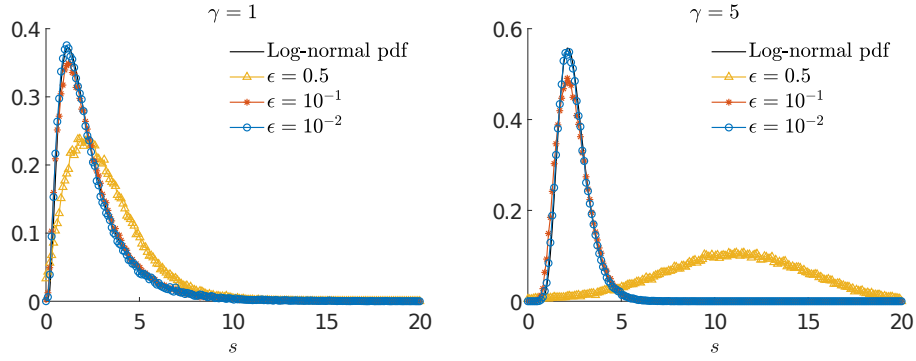 γ = 1
0.4
0.3
0.2
0.1
0
0
5
10
15
20
s
Log-normal pdf
ϵ = 0.5
ϵ = 10⁻¹
ϵ = 10⁻²
γ = 5
0.6
0.4
0.2
0
0
5
10
15
20
s
Log-normal pdf
ϵ = 0.5
ϵ = 10⁻¹
ϵ = 10⁻²